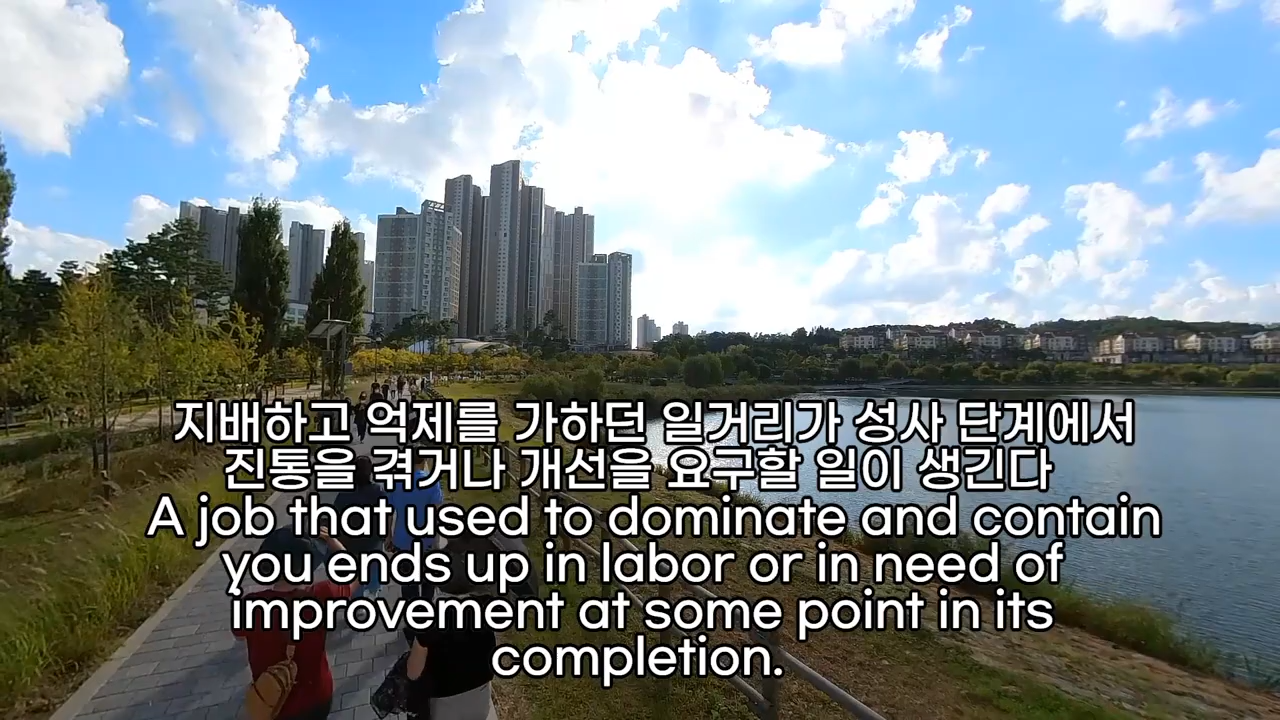 지배하고 억제를 가하던 일거리가 성사 단계에서
진통을 겪거나 개선을 요구할 일이 생긴다
A job that used to dominate and contain
you ends up in labor or in need of
improvement at some point in its
completion.